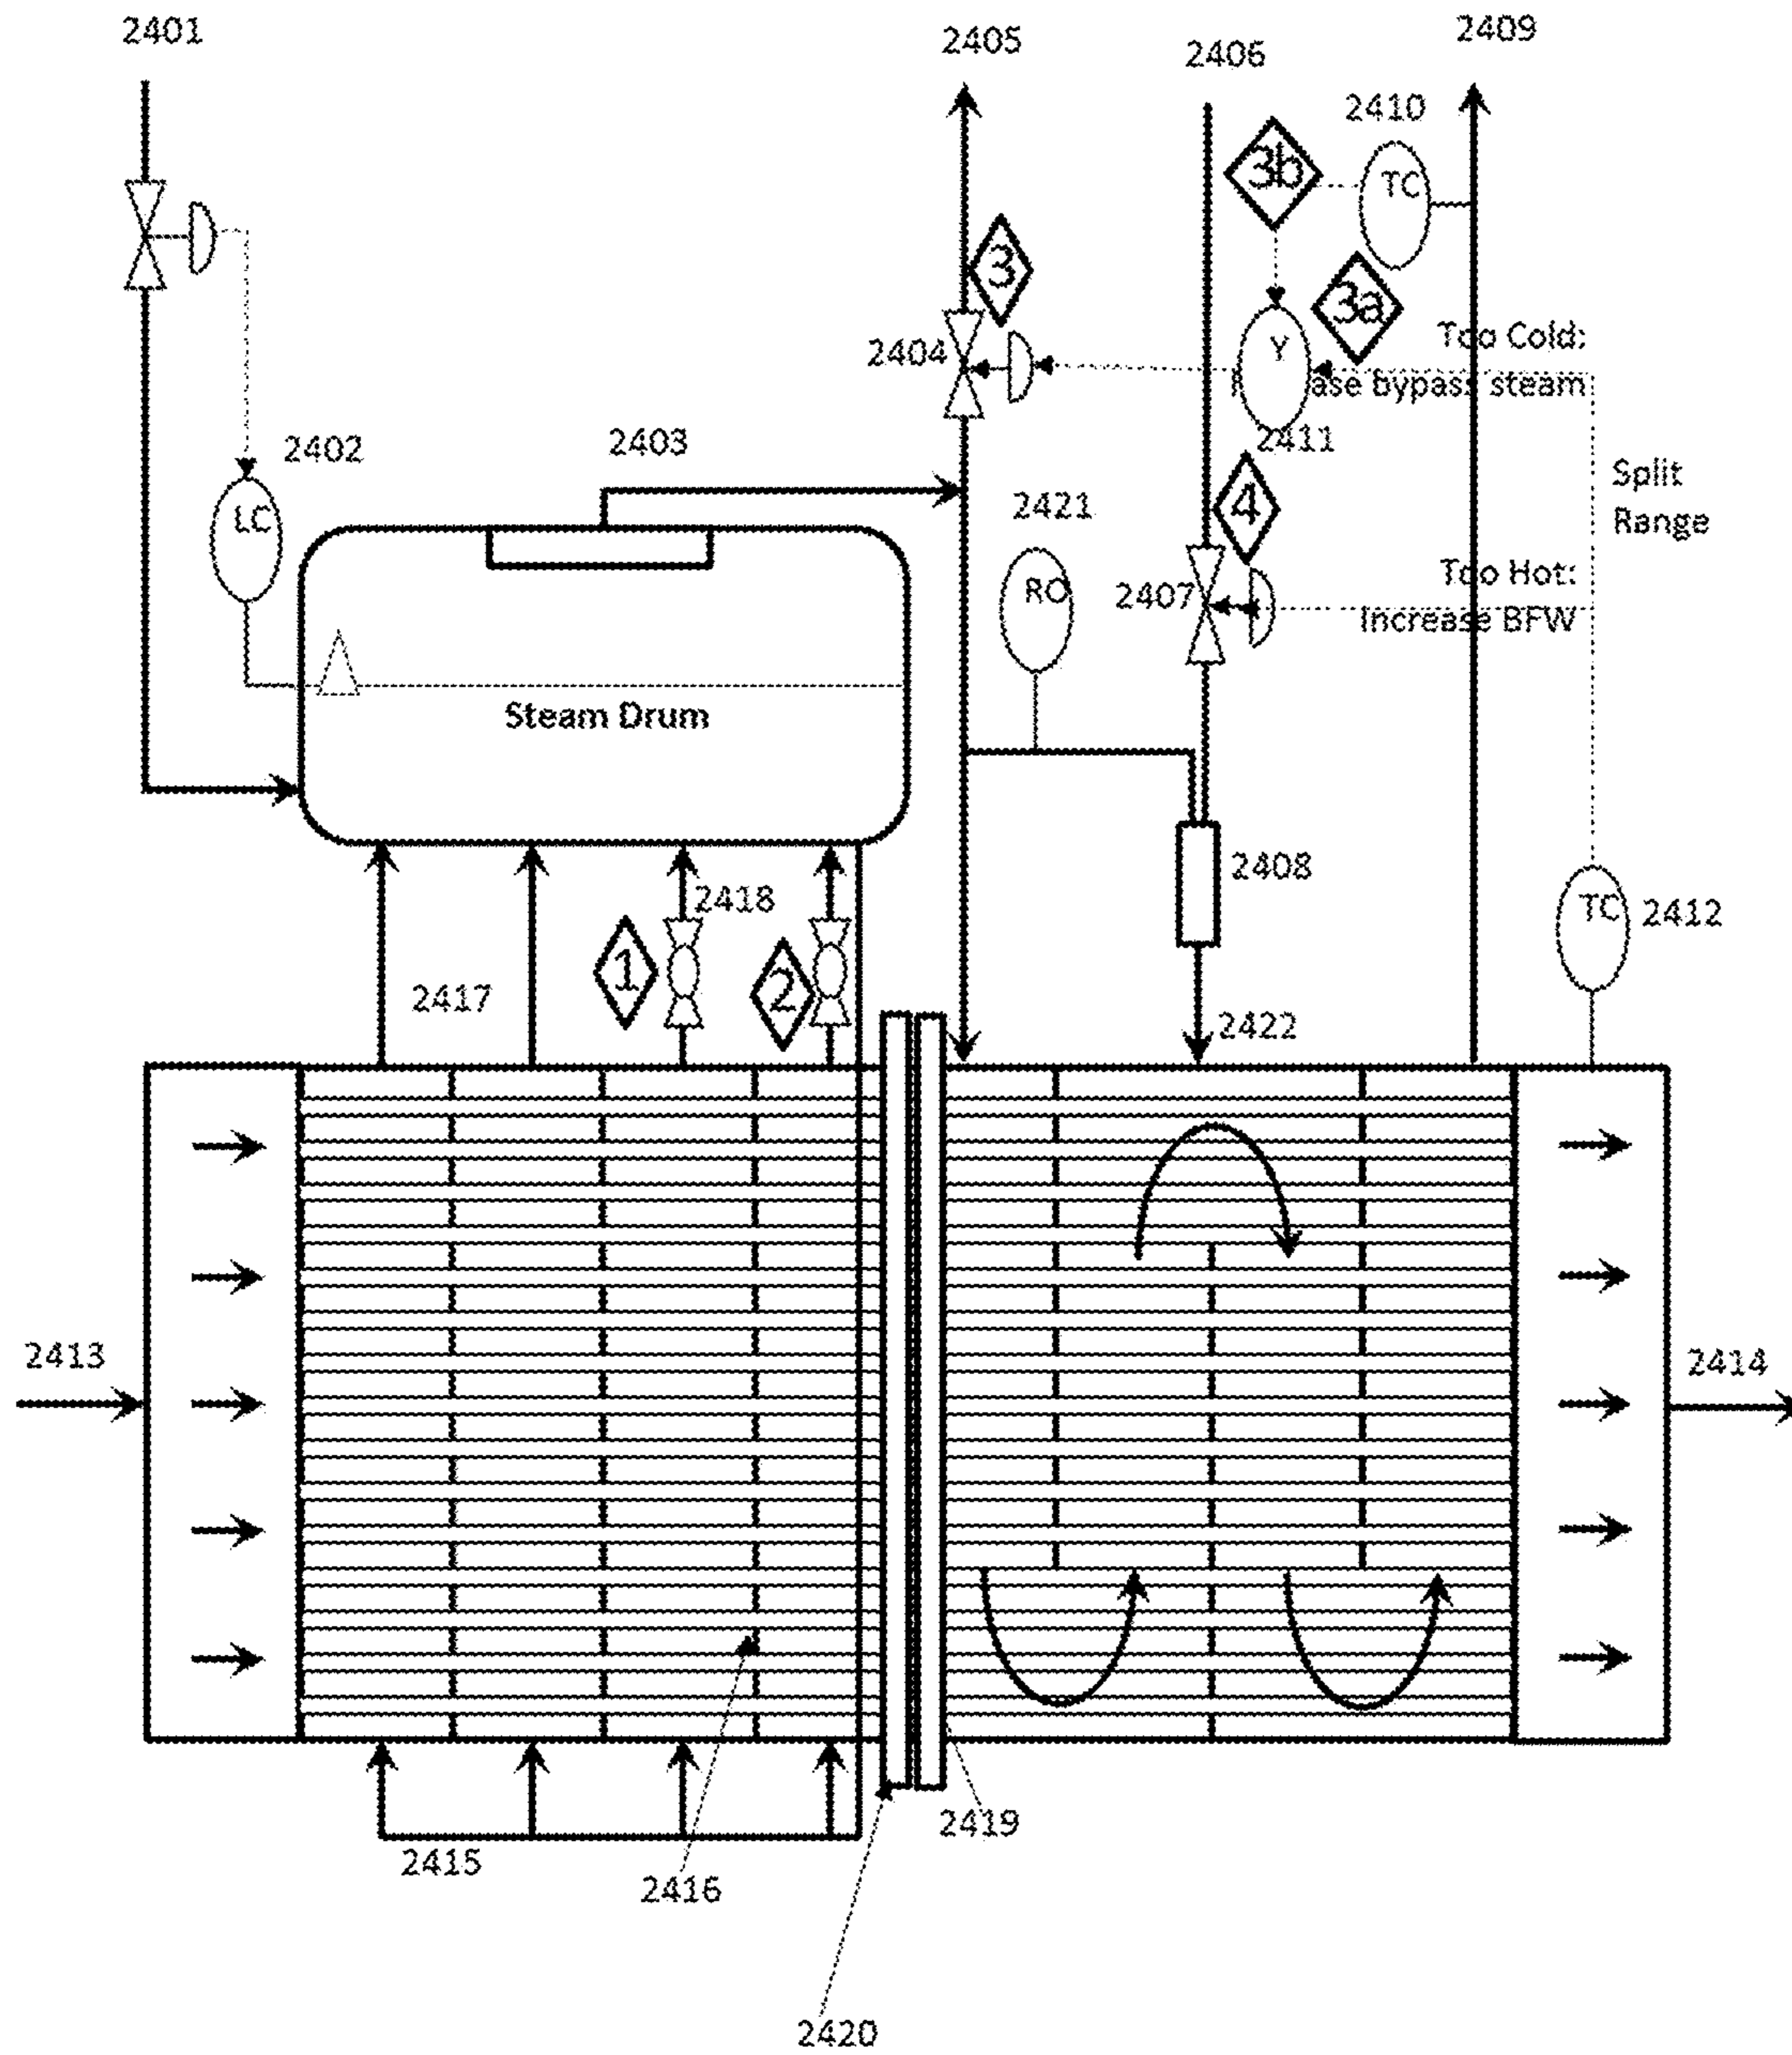 2401
2405
2406
2409
2410
3b
TC
3
3a
Y
Too Cold:
2404
ase bypass steam
2411
2402
2403
Split
Range
2421
4
LC
RO
2407
Too Hot:
Increase BFW
Steam Drum
2408
2418
TC
2412
1
2
2417
2422
2413
2414
2419
2415
2416
2420